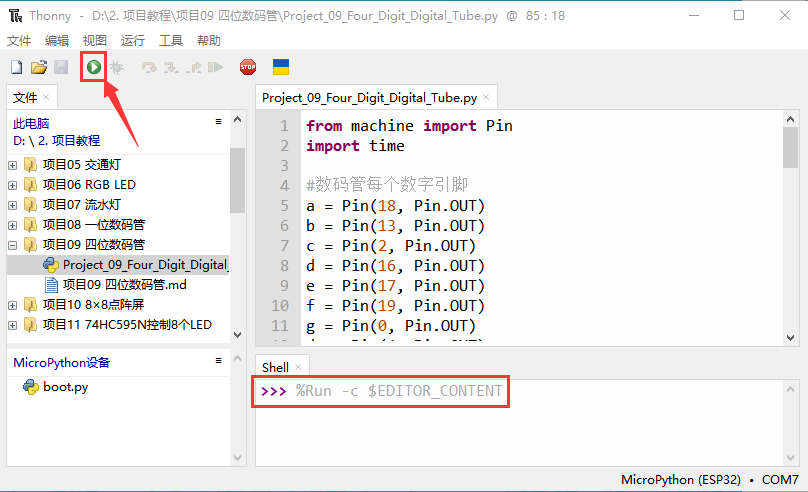 Thonny - D:\2. 项目教程\项目09 四位数码管\Project_09_Four_Digit_Digital_Tube.py @ 85 : 18
文件 编辑 视图 运行 工具 帮助
STOP
文件 ×
此电脑
D: \ 2. 项目教程
项目05 交通灯
项目06 RGB LED
项目07 流水灯
项目08 一位数码管
项目09 四位数码管
Project_09_Four_Digit_Digital_
项目09 四位数码管.md
项目10 8×8点阵屏
项目11 74HC595N控制8个LED
MicroPython设备
boot.py
Project_09_Four_Digit_Digital_Tube.py ×
1 from machine import Pin
2 import time
3
4 #数码管每个数字引脚
5 a = Pin(18, Pin.OUT)
6 b = Pin(13, Pin.OUT)
7 c = Pin(2, Pin.OUT)
8 d = Pin(16, Pin.OUT)
9 e = Pin(17, Pin.OUT)
10 f = Pin(19, Pin.OUT)
11 g = Pin(0, Pin.OUT)
Shell ×
>>> %Run -c $EDITOR_CONTENT
MicroPython (ESP32) • COM7